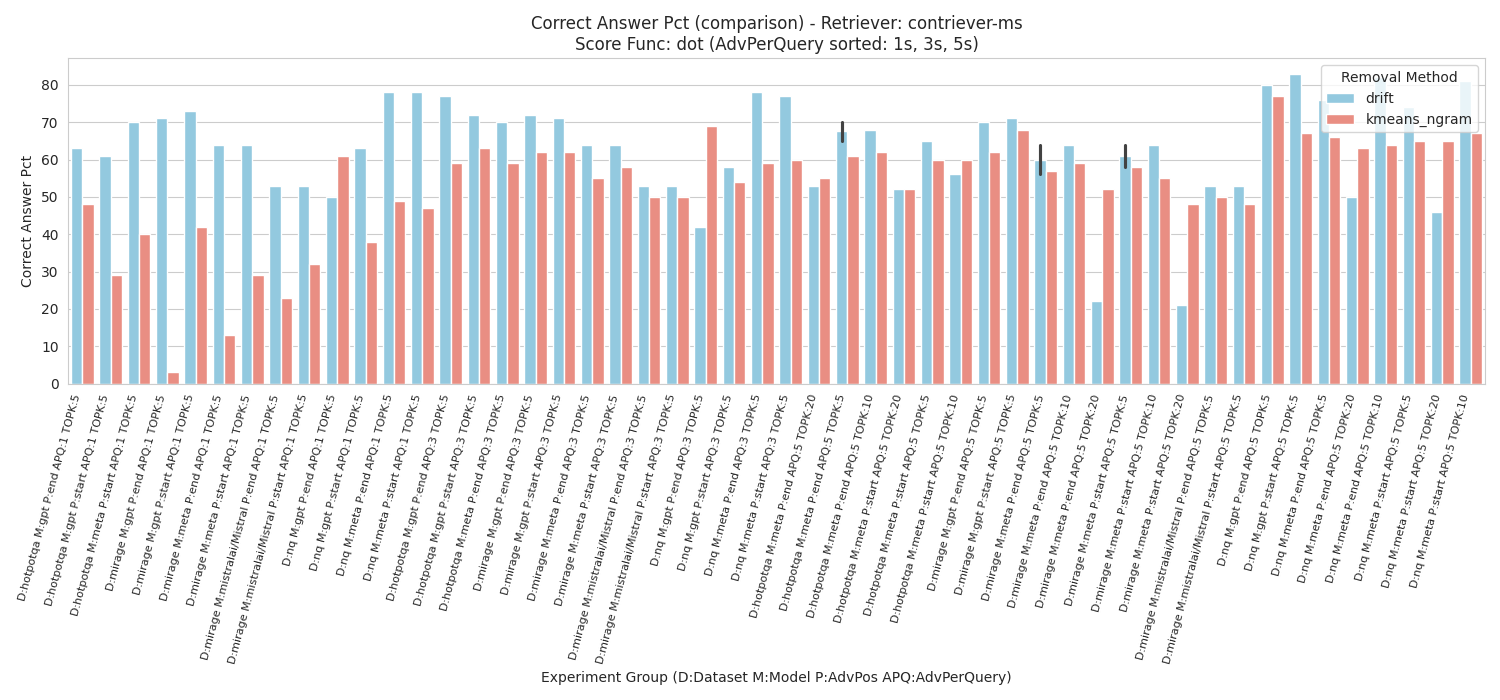 Correct Answer Pct (comparison) - Retriever: contriever-ms
Score Func: dot (AdvPerQuery sorted: 1s, 3s, 5s)
Removal Method
drift
kmeans_ngram
Correct Answer Pct
80
70
60
50
40
30
20
10
0
D:hotpotqa M:gpt P:end APQ:1 TOPK:5
D:hotpotqa M:gpt P:start APQ:1 TOPK:5
D:hotpotqa M:meta P:start APQ:1 TOPK:5
D:mirage M:gpt P:end APQ:1 TOPK:5
D:mirage M:gpt P:start APQ:1 TOPK:5
D:mirage M:meta P:end APQ:1 TOPK:5
D:mirage M:meta P:start APQ:1 TOPK:5
D:mirage M:mistralai/Mistral P:end APQ:1 TOPK:5
D:mirage M:mistralai/Mistral P:start APQ:1 TOPK:5
D:nq M:gpt P:end APQ:1 TOPK:5
D:nq M:gpt P:start APQ:1 TOPK:5
D:nq M:meta P:end APQ:1 TOPK:5
D:nq M:meta P:start APQ:1 TOPK:5
D:hotpotqa M:gpt P:end APQ:3 TOPK:5
D:hotpotqa M:gpt P:start APQ:3 TOPK:5
D:hotpotqa M:meta P:end APQ:3 TOPK:5
D:mirage M:gpt P:end APQ:3 TOPK:5
D:mirage M:gpt P:start APQ:3 TOPK:5
D:mirage M:meta P:end APQ:3 TOPK:5
D:mirage M:meta P:start APQ:3 TOPK:5
D:mirage M:mistralai/Mistral P:end APQ:3 TOPK:5
D:mirage M:mistralai/Mistral P:start APQ:3 TOPK:5
D:nq M:gpt P:end APQ:3 TOPK:5
D:nq M:gpt P:start APQ:3 TOPK:5
D:nq M:meta P:end APQ:3 TOPK:5
D:nq M:meta P:start APQ:3 TOPK:5
D:hotpotqa M:meta P:end APQ:5 TOPK:20
D:hotpotqa M:meta P:end APQ:5 TOPK:5
D:hotpotqa M:meta P:end APQ:5 TOPK:10
D:hotpotqa M:meta P:start APQ:5 TOPK:20
D:hotpotqa M:meta P:start APQ:5 TOPK:5
D:hotpotqa M:meta P:start APQ:5 TOPK:10
D:mirage M:gpt P:end APQ:5 TOPK:5
D:mirage M:gpt P:start APQ:5 TOPK:5
D:mirage M:meta P:end APQ:5 TOPK:5
D:mirage M:meta P:end APQ:5 TOPK:10
D:mirage M:meta P:end APQ:5 TOPK:20
D:mirage M:meta P:start APQ:5 TOPK:5
D:mirage M:meta P:start APQ:5 TOPK:10
D:mirage M:meta P:start APQ:5 TOPK:20
D:mirage M:mistralai/Mistral P:end APQ:5 TOPK:5
D:mirage M:mistralai/Mistral P:start APQ:5 TOPK:5
D:nq M:gpt P:end APQ:5 TOPK:5
D:nq M:gpt P:start APQ:5 TOPK:5
D:nq M:meta P:end APQ:5 TOPK:5
D:nq M:meta P:end APQ:5 TOPK:20
D:nq M:meta P:end APQ:5 TOPK:10
D:nq M:meta P:start APQ:5 TOPK:5
D:nq M:meta P:start APQ:5 TOPK:20
D:nq M:meta P:start APQ:5 TOPK:10
Experiment Group (D:Dataset M:Model P:AdvPos APQ:AdvPerQuery)